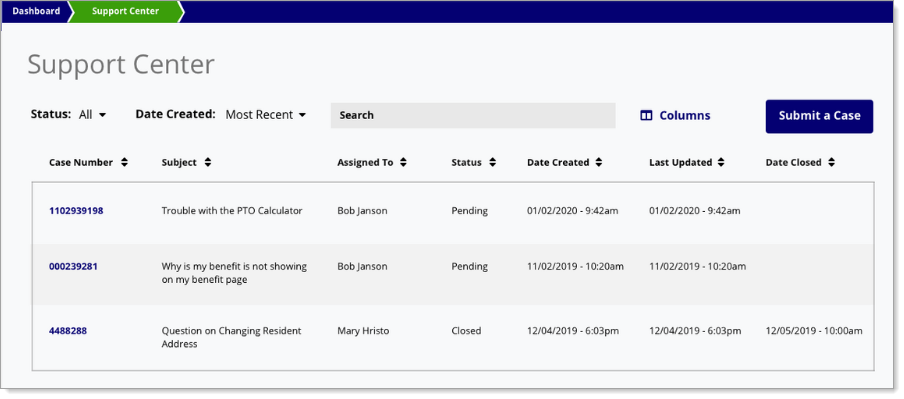 Dashboard Support Center
Support Center
Status: All Date Created: Most Recent Search Columns Submit a Case
Case Number Subject Assigned To Status Date Created Last Updated Date Closed
1102939198 Trouble with the PTO Calculator Bob Janson Pending 01/02/2020 - 9:42am 01/02/2020 - 9:42am
000239281 Why is my benefit is not showing Bob Janson Pending 11/02/2019 - 10:20am 11/02/2019 - 10:20am
on my benefit page
4488288 Question on Changing Resident Mary Hristo Closed 12/04/2019 - 6:03pm 12/04/2019 - 6:03pm 12/05/2019 - 10:00am
Address